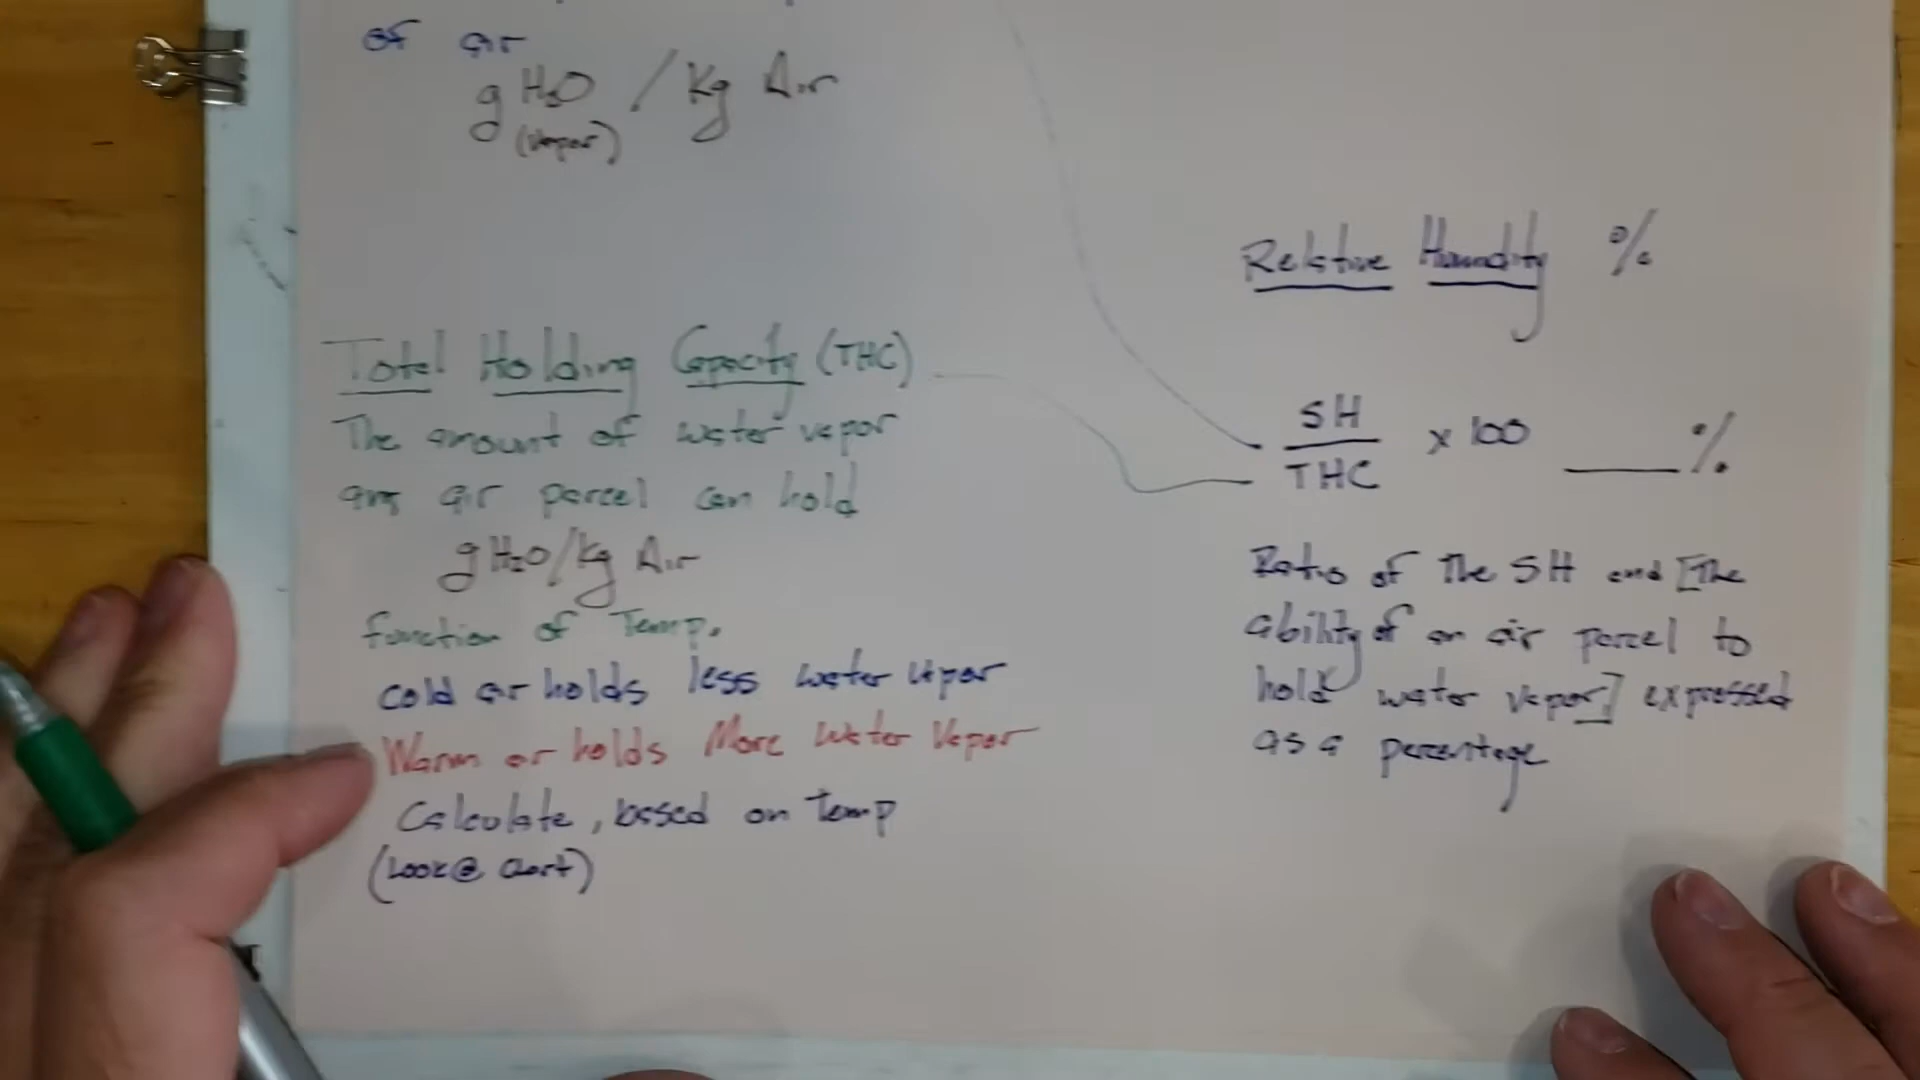 of air
g H2O / Kg Air
(vapor)
Total Holding Capacity (THC)
The amount of water vapor
any air parcel can hold
g H2O/Kg Air
function of Temp.
cold air holds less water vapor
Warm air holds More water Vapor
Calculate, based on Temp
(Look @ Chart)
Relative Humidity %
SH
THC
x 100 ____%
Ratio of the SH and [The
ability of an air parcel to
hold water vapor] expressed
as a percentage